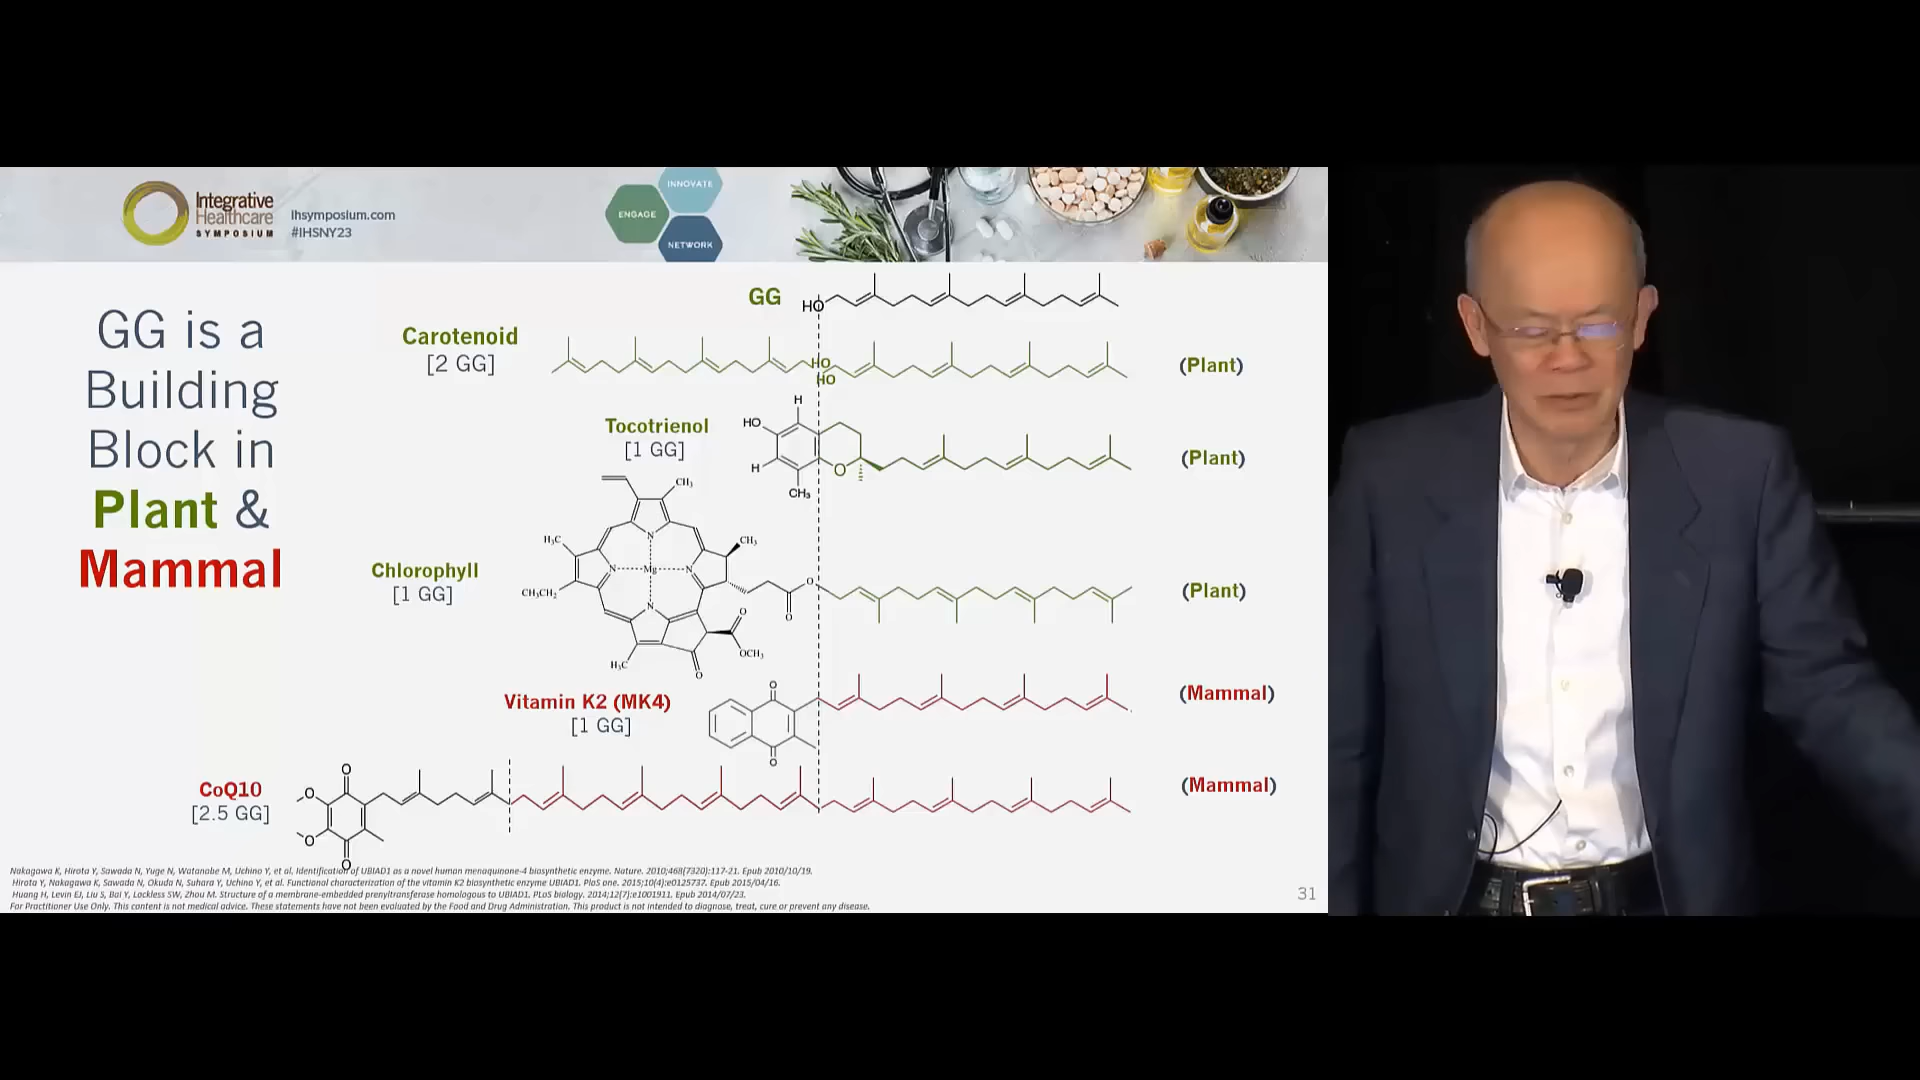 Integrative
Healthcare
SYMPOSIUM
ihsymposium.com
#IHSNY23
INNOVATE
ENGAGE
NETWORK
GG is a
Building
Block in
Plant &
Mammal
GG
HO
Carotenoid
[2 GG]
HO
HO
(Plant)
Tocotrienol
[1 GG]
H
HO
H
O
CH₃
(Plant)
Chlorophyll
[1 GG]
CH₃
H₃C
N
CH₃
N
Mg
N
CH₃CH₂
N
O
O
O
H₃C
OCH₃
O
(Plant)
Vitamin K2 (MK4)
[1 GG]
O
O
(Mammal)
CoQ10
[2.5 GG]
O
O
O
O
(Mammal)
Nakagawa K, Hirota Y, Sawada N, Yuge N, Watanabe M, Uchino Y, et al. Identification of UBIAD1 as a novel human menaquinone-4 biosynthetic enzyme. Nature. 2010;468(7320):117-21. Epub 2010/10/19.
Hirota Y, Nakagawa K, Sawada N, Okuda N, Suhara Y, Uchino Y, et al. Functional characterization of the vitamin K2 biosynthetic enzyme UBIAD1. PloS one. 2015;10(4):e0125737. Epub 2015/04/16.
Huang H, Levin EJ, Liu S, Bai Y, Lockless SW, Zhou M. Structure of a membrane-embedded prenyltransferase homologous to UBIAD1. PLoS biology. 2014;12(7):e1001911. Epub 2014/07/23.
For Practitioner Use Only. This content is not medical advice. These statements have not been evaluated by the Food and Drug Administration. This product is not intended to diagnose, treat, cure or prevent any disease.
31